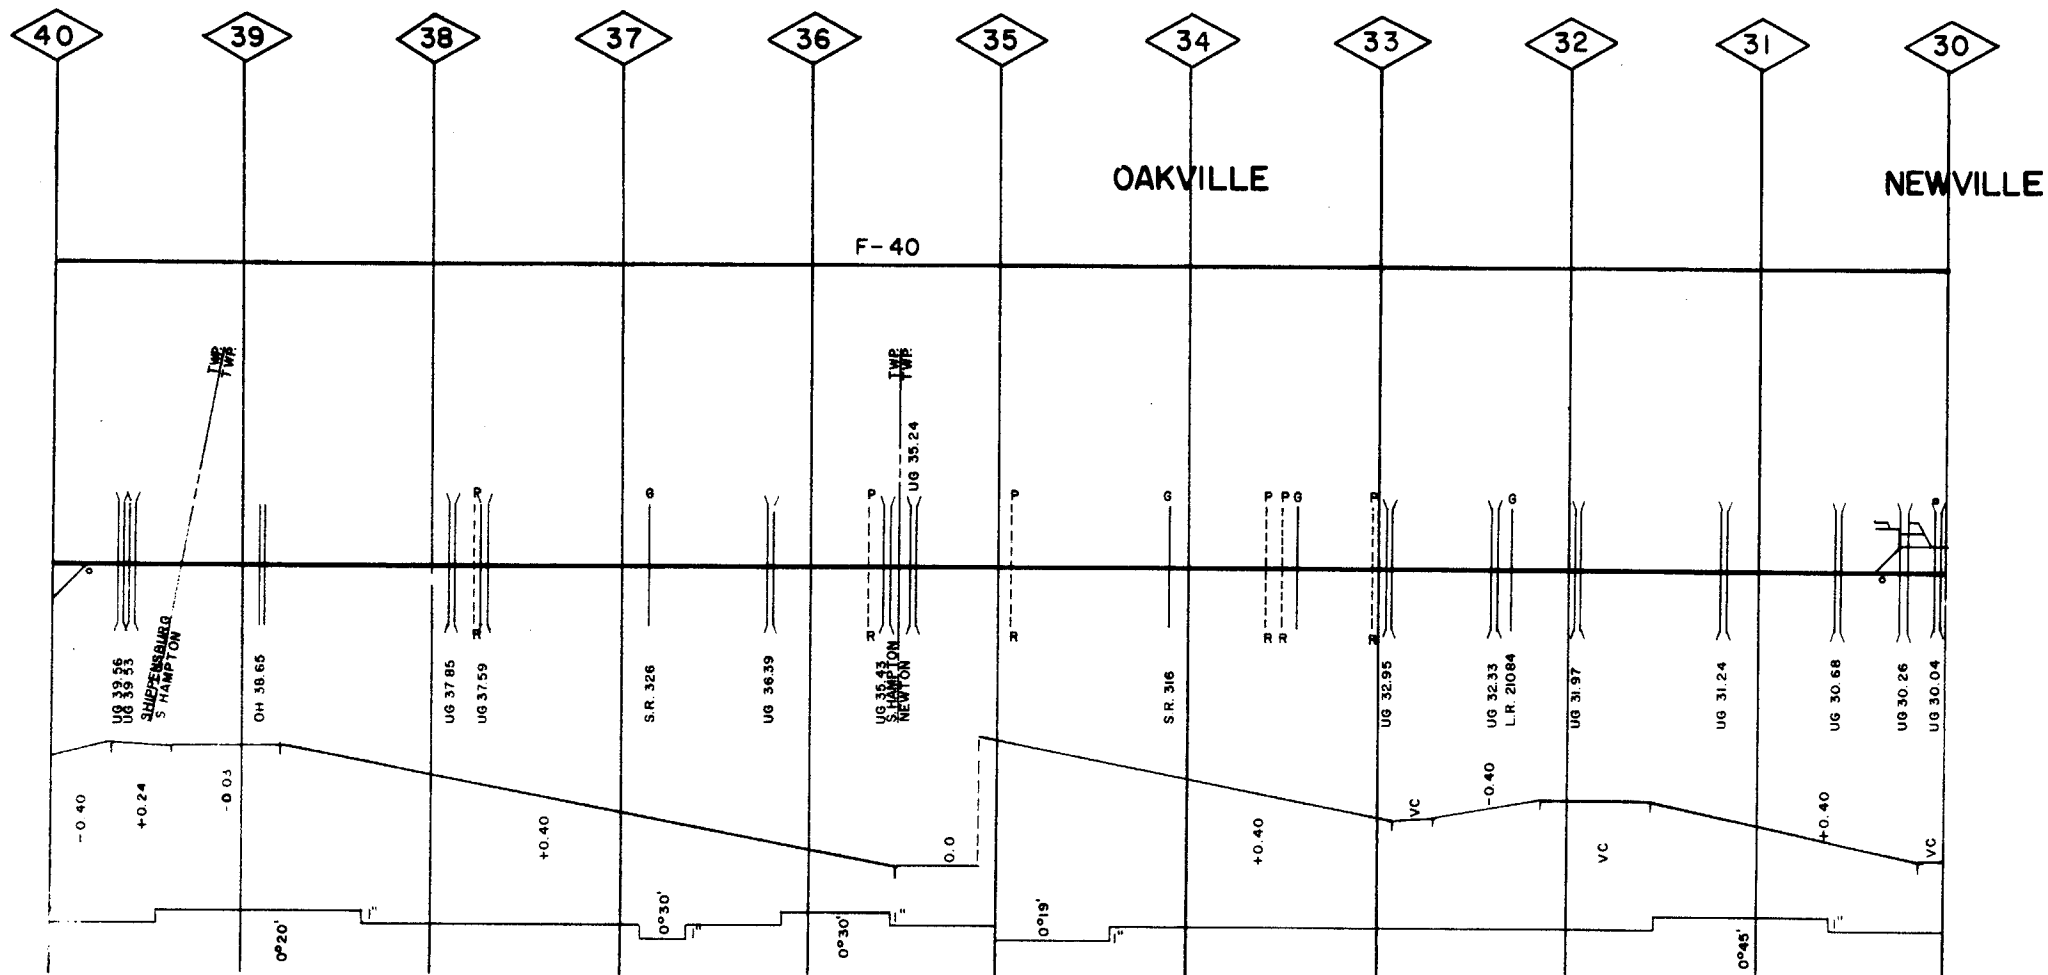 40 39 38 37 36 35 34 33 32 31 30
OAKVILLE
NEWVILLE
F-40
TWP.
TWP.
TWP.
TWP.
UG 35.24
R
G
P
P
G
P P G
P
G
P
R
R
R
R R
R
UG 39.56
UG 39.53
SHIPPENSBURG
S HAMPTON
OH 38.65
UG 37.85
UG 37.59
S.R. 326
UG 36.39
UG 35.43
S.HAMPTON
NEWTON
S.R. 316
UG 32.95
UG 32.33
L.R. 21084
UG 31.97
UG 31.24
UG 30.68
UG 30.26
UG 30.04
-0.40
+0.24
-0.03
+0.40
0.0
+0.40
VC
-0.40
VC
+0.40
VC
0°20'
1"
0°30'
1"
0°30'
1"
0°19'
1"
0°45'
1"